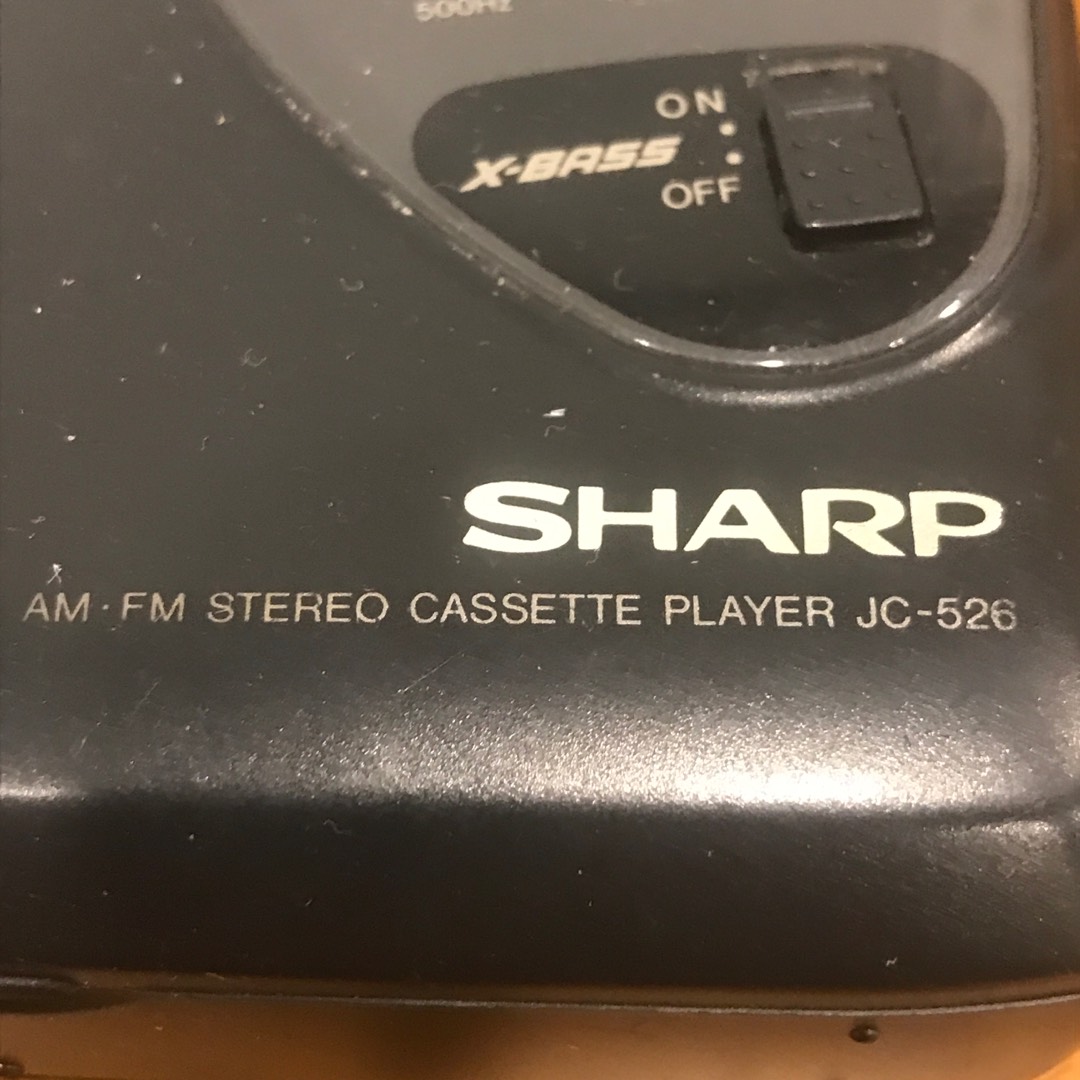 500Hz
ON
X-BASS
OFF
SHARP
AM·FM STEREO CASSETTE PLAYER JC-526